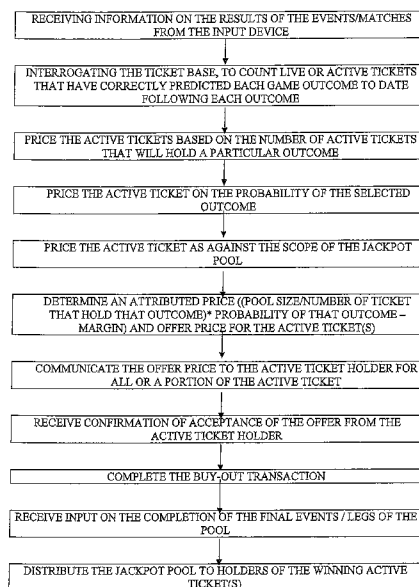 RECEIVING INFORMATION ON THE RESULTS OF THE EVENTS/MATCHES
FROM THE INPUT DEVICE
INTERROGATING THE TICKET BASE, TO COUNT LIVE OR ACTIVE TICKETS
THAT HAVE CORRECTLY PREDICTED EACH GAME OUTCOME TO DATE
FOLLOWING EACH OUTCOME
PRICE THE ACTIVE TICKETS BASED ON THE NUMBER OF ACTIVE TICKETS
THAT WILL HOLD A PARTICULAR OUTCOME
PRICE THE ACTIVE TICKET ON THE PROBABILITY OF THE SELECTED
OUTCOME
PRICE THE ACTIVE TICKET AS AGAINST THE SCOPE OF THE JACKPOT
POOL
DETERMINE AN ATTRIBUTED PRICE ((POOL SIZE/NUMBER OF TICKET
THAT HOLD THAT OUTCOME)* PROBABILITY OF THAT OUTCOME –
MARGIN) AND OFFER PRICE FOR THE ACTIVE TICKET(S)
COMMUNICATE THE OFFER PRICE TO THE ACTIVE TICKET HOLDER FOR
ALL OR A PORTION OF THE ACTIVE TICKET
RECEIVE CONFIRMATION OF ACCEPTANCE OF THE OFFER FROM THE
ACTIVE TICKET HOLDER
COMPLETE THE BUY-OUT TRANSACTION
RECEIVE INPUT ON THE COMPLETION OF THE FINAL EVENTS / LEGS OF THE
POOL
DISTRIBUTE THE JACKPOT POOL TO HOLDERS OF THE WINNING ACTIVE
TICKET(S)